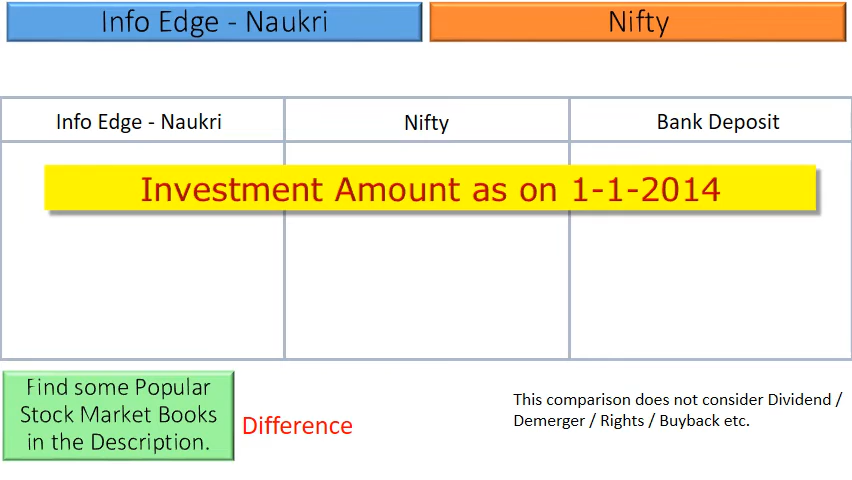 Info Edge - Naukri
Nifty
Info Edge - Naukri
Nifty
Bank Deposit
Investment Amount as on 1-1-2014
Find some Popular
Stock Market Books
in the Description.
Difference
This comparison does not consider Dividend /
Demerger / Rights / Buyback etc.